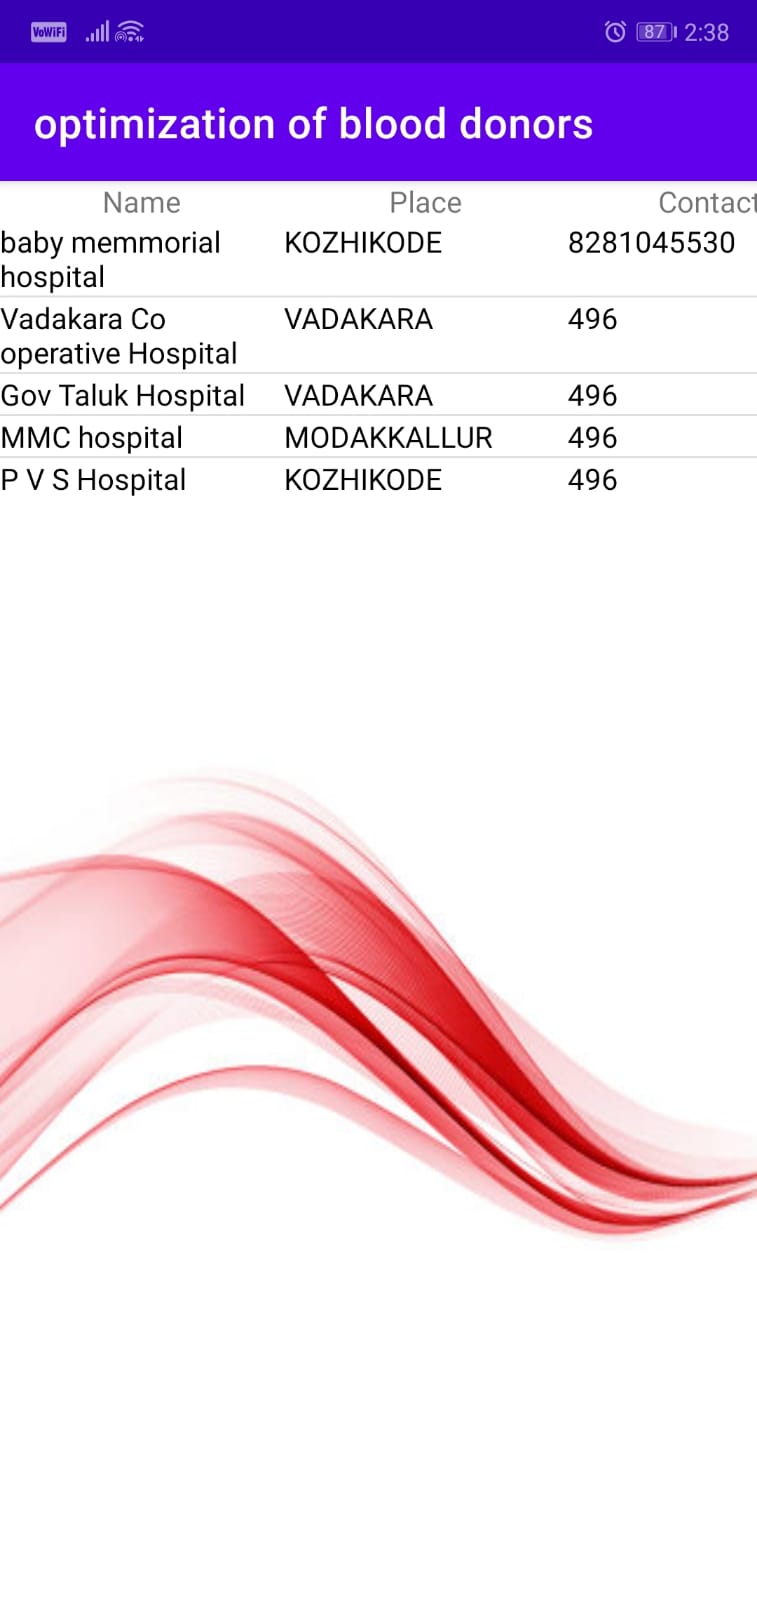 VoWiFi 87 2:38
optimization of blood donors
Name Place Contact
baby memmorial KOZHIKODE 8281045530
hospital
Vadakara Co VADAKARA 496
operative Hospital
Gov Taluk Hospital VADAKARA 496
MMC hospital MODAKKALLUR 496
P V S Hospital KOZHIKODE 496